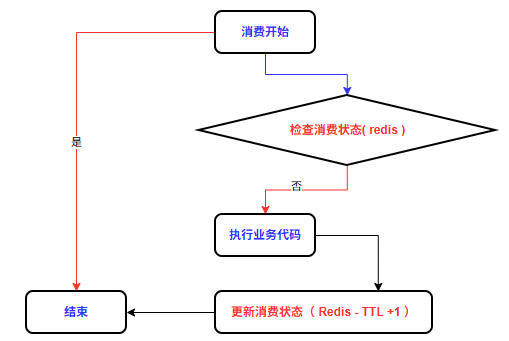 消费开始
检查消费状态( redis )
是
否
执行业务代码
结束
更新消费状态（ Redis - TTL +1 ）